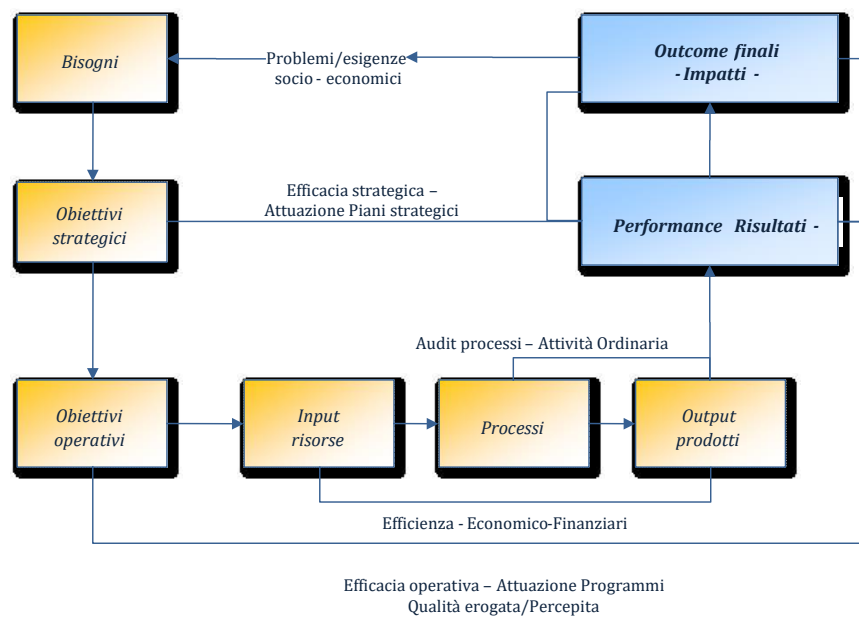 Bisogni
Problemi/esigenze
socio - economici
Outcome finali
- Impatti -
Obiettivi
strategici
Efficacia strategica –
Attuazione Piani strategici
Performance Risultati -
Audit processi – Attività Ordinaria
Obiettivi
operativi
Input
risorse
Processi
Output
prodotti
Efficienza - Economico-Finanziari
Efficacia operativa – Attuazione Programmi
Qualità erogata/Percepita